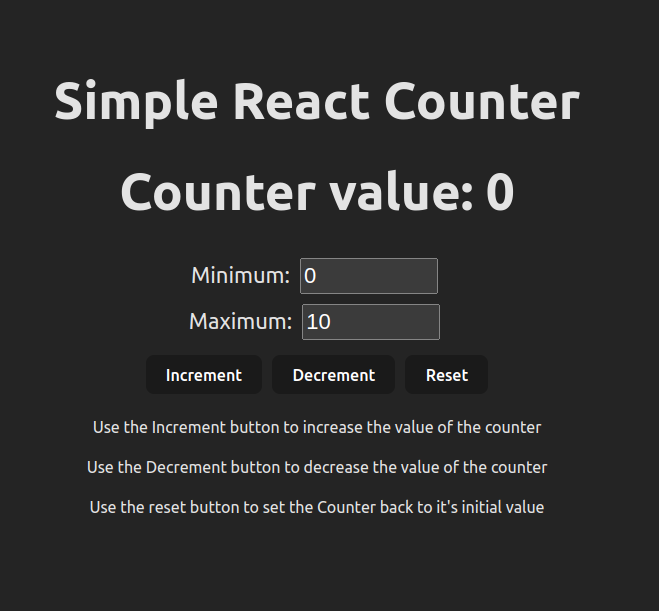 Simple React Counter
Counter value: 0
Minimum: 0
Maximum: 10
Increment Decrement Reset
Use the Increment button to increase the value of the counter
Use the Decrement button to decrease the value of the counter
Use the reset button to set the Counter back to it's initial value